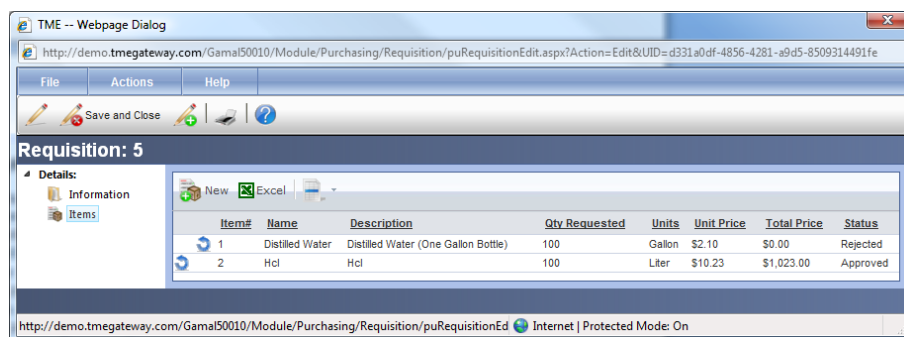 TME -- Webpage Dialog
http://demo.tmegateway.com/Gamal50010/Module/Purchasing/Requisition/puRequisitionEdit.aspx?Action=Edit&UID=d331a0df-4856-4281-a9d5-8509314491fe
File Actions Help
Save and Close
Requisition: 5
Details:
Information
Items
New Excel
Item# Name Description Qty Requested Units Unit Price Total Price Status
1 Distilled Water Distilled Water (One Gallon Bottle) 100 Gallon $2.10 $0.00 Rejected
2 Hcl Hcl 100 Liter $10.23 $1,023.00 Approved
http://demo.tmegateway.com/Gamal50010/Module/Purchasing/Requisition/puRequisitionEd Internet | Protected Mode: On